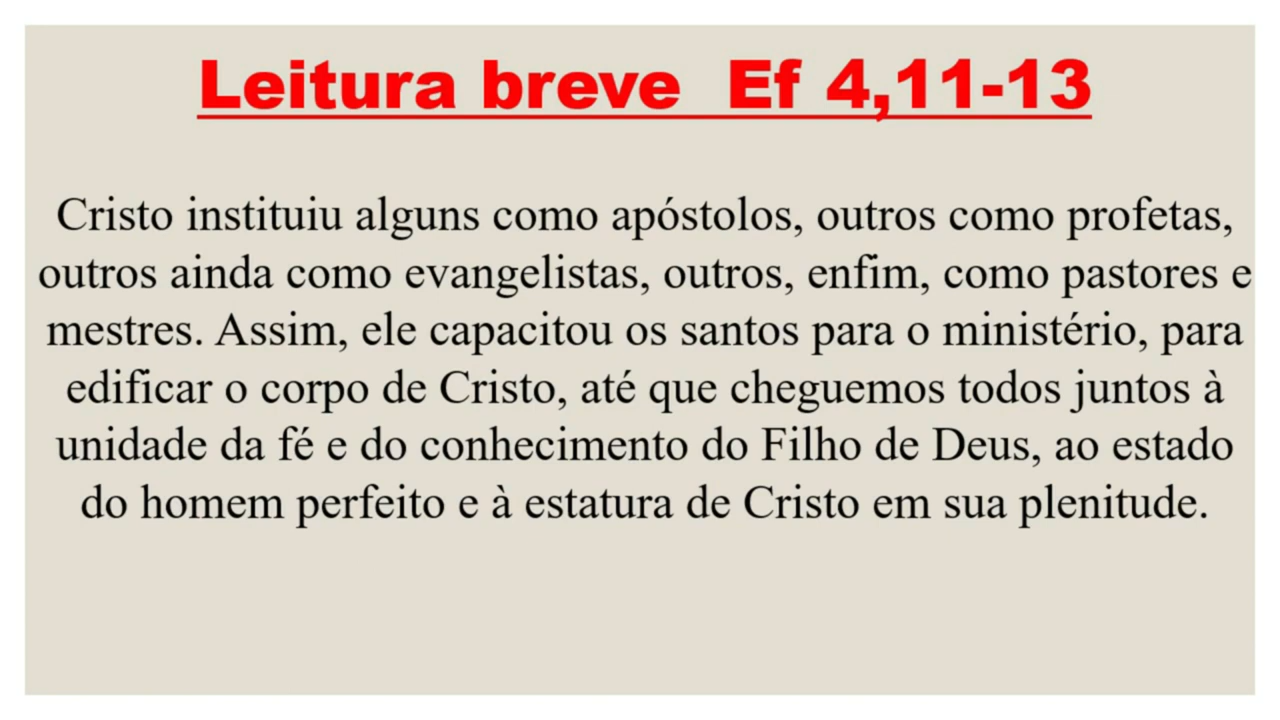 Leitura breve  Ef 4,11-13
Cristo instituiu alguns como apóstolos, outros como profetas,
outros ainda como evangelistas, outros, enfim, como pastores e
mestres. Assim, ele capacitou os santos para o ministério, para
edificar o corpo de Cristo, até que cheguemos todos juntos à
unidade da fé e do conhecimento do Filho de Deus, ao estado
do homem perfeito e à estatura de Cristo em sua plenitude.